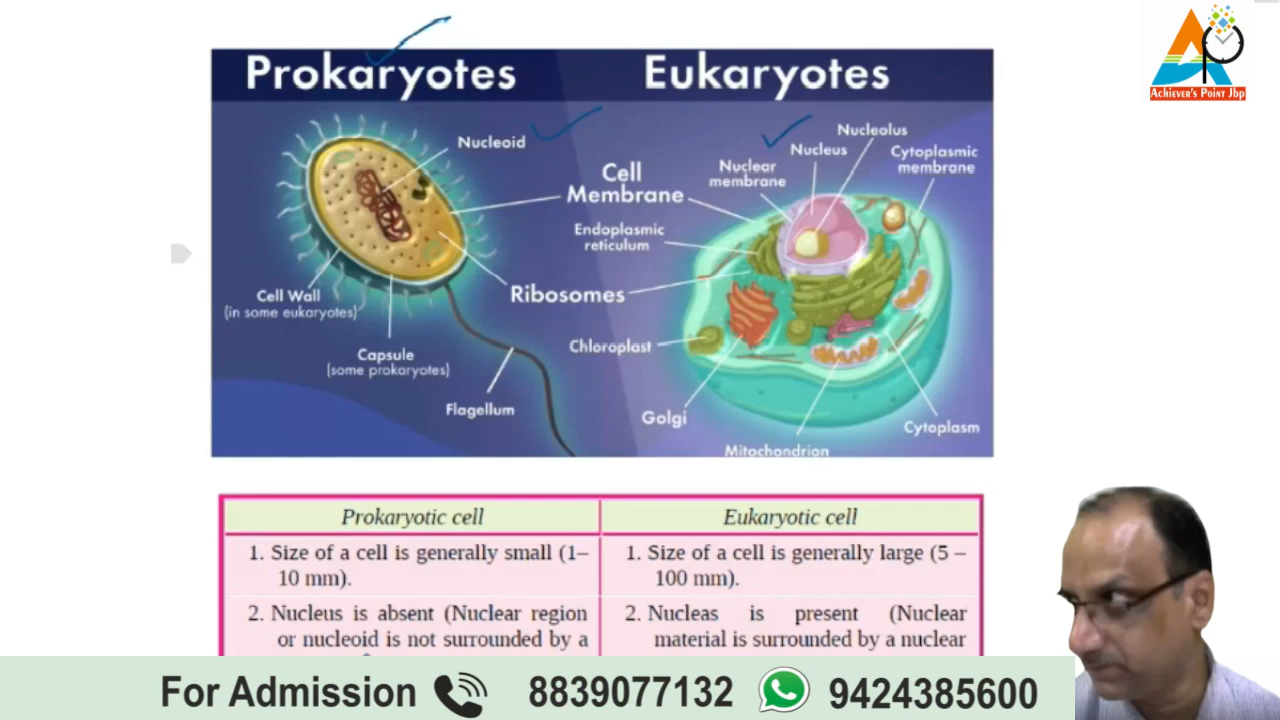 Prokaryotes
Eukaryotes
Nucleoid
Cell
Membrane
Ribosomes
Cell Wall
(in some eukaryotes)
Capsule
(some prokaryotes)
Flagellum
Nucleolus
Nucleus
Nuclear
membrane
Cytoplasmic
membrane
Endoplasmic
reticulum
Chloroplast
Golgi
Mitochondrion
Cytoplasm
Prokaryotic cell
Eukaryotic cell
1. Size of a cell is generally small (1–
10 mm).
1. Size of a cell is generally large (5 –
100 mm).
2. Nucleus is absent (Nuclear region
or nucleoid is not surrounded by a
2. Nucleas is present (Nuclear
material is surrounded by a nuclear
For Admission 8839077132 9424385600
ACHIEVER'S POINT Jbp